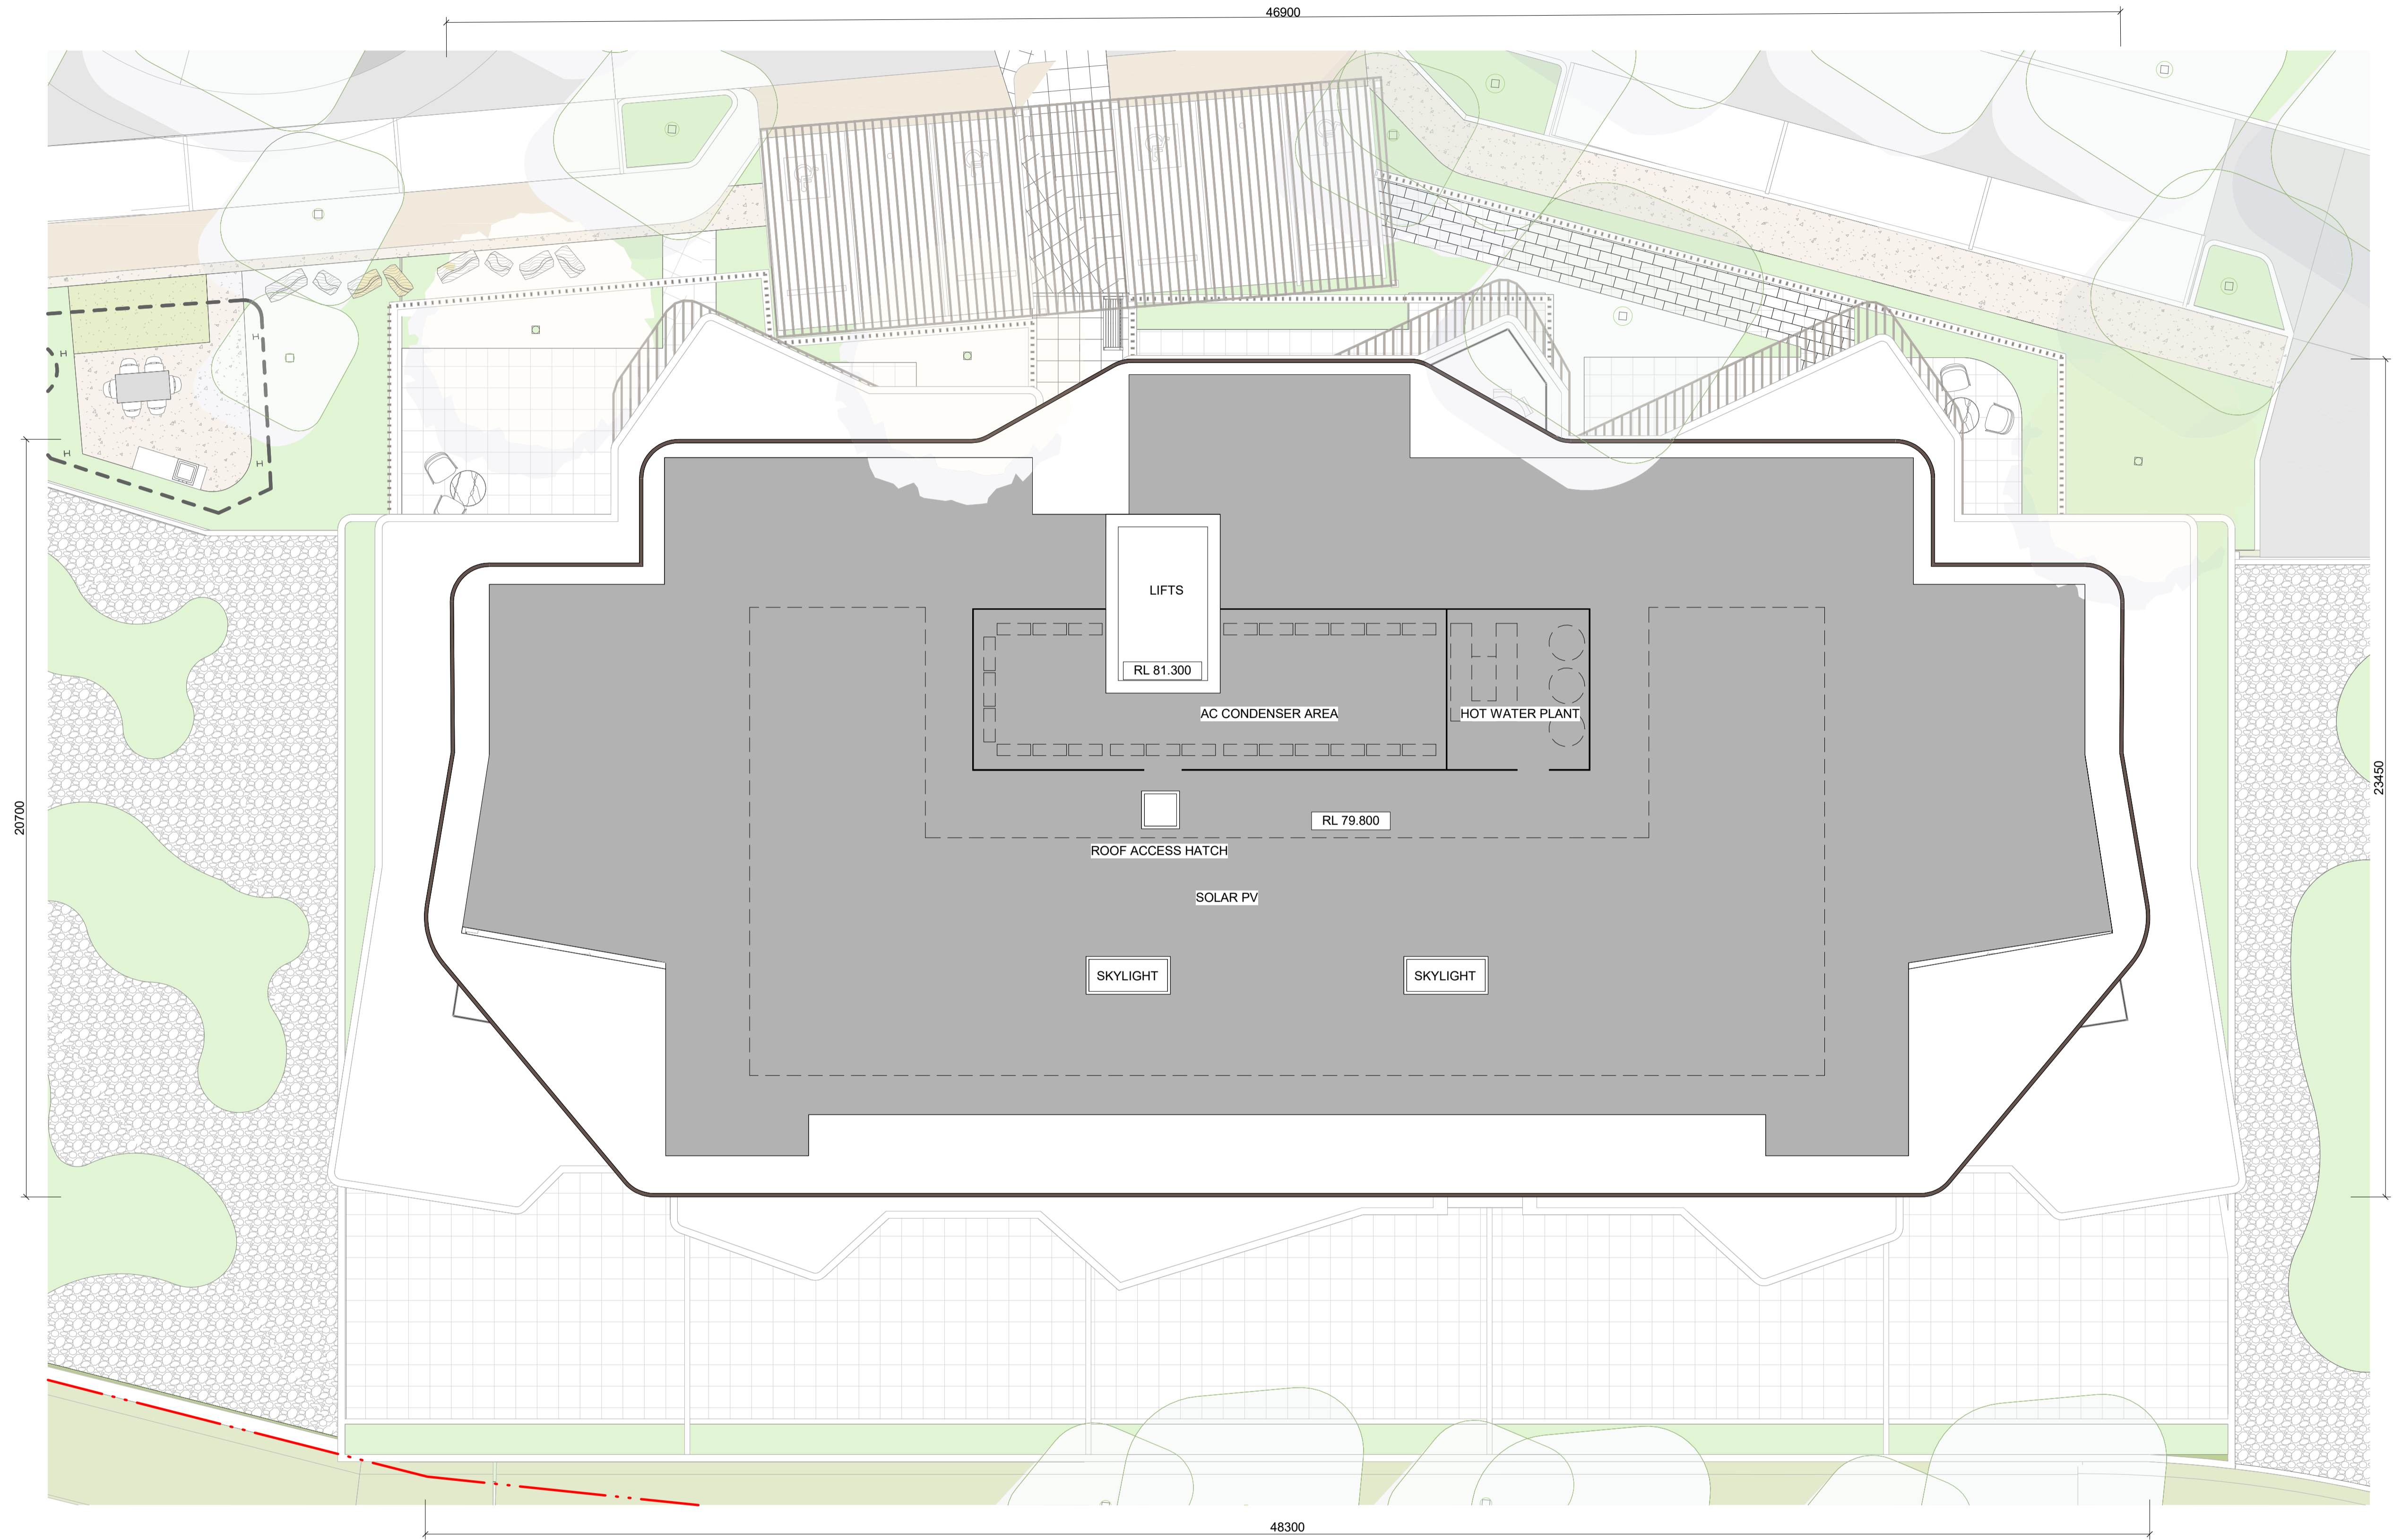 46900
LIFTS
RL 81.300
AC CONDENSER AREA
HOT WATER PLANT
20700
23450
RL 79.800
ROOF ACCESS HATCH
SOLAR PV
SKYLIGHT
SKYLIGHT
48300